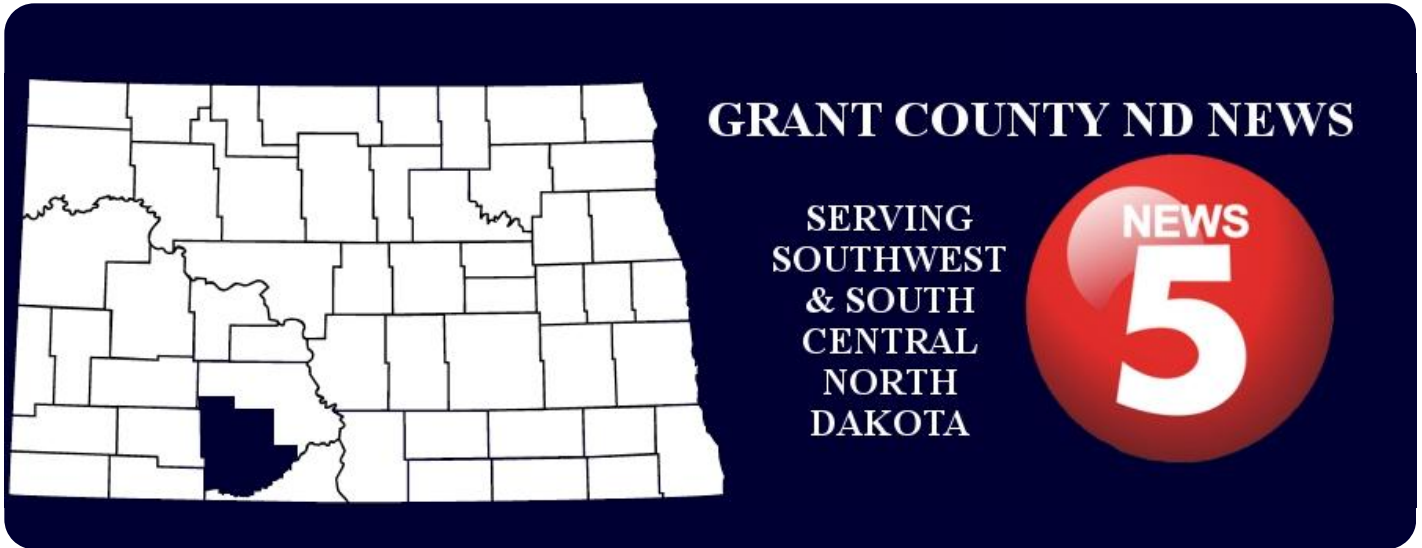 GRANT COUNTY ND NEWS
SERVING
SOUTHWEST
& SOUTH
CENTRAL
NORTH
DAKOTA
NEWS
5